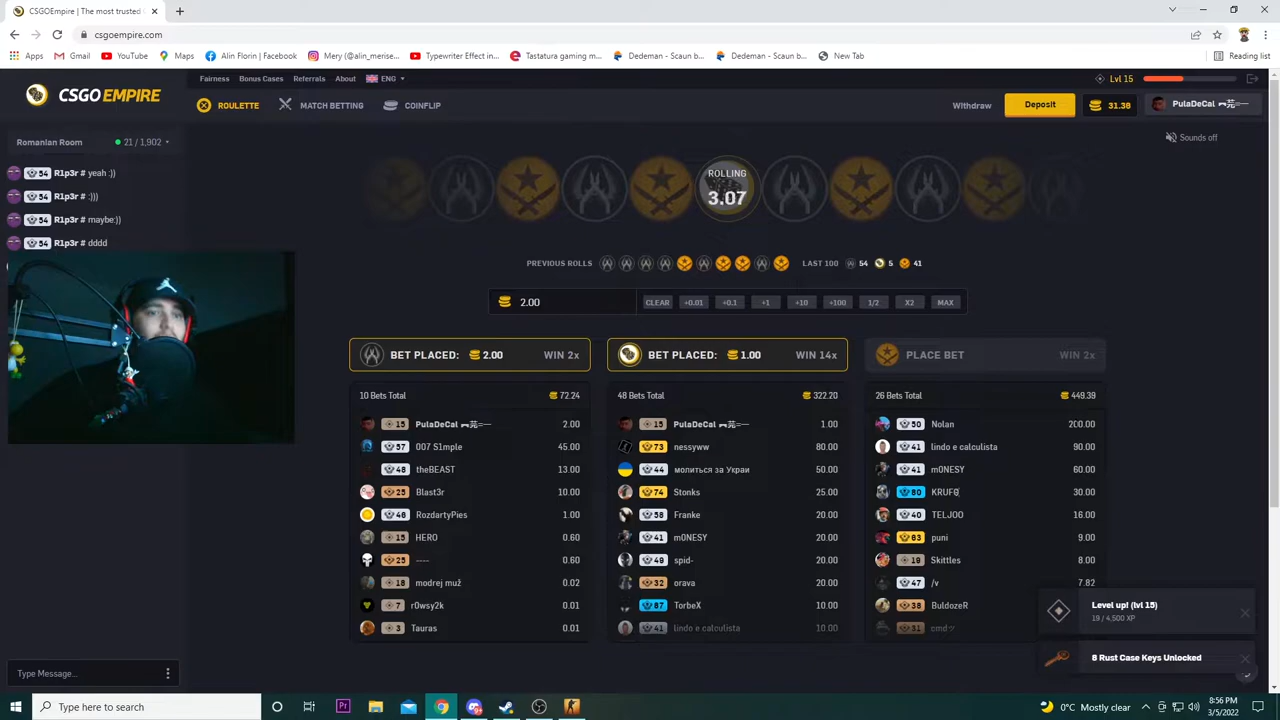 CSGOEmpire | The most trusted C
csgoempire.com
Apps
Gmail
YouTube
Maps
Alin Florin | Facebook
Mery (@alin_merise...
Typewriter Effect in...
Tastatura gaming m...
Dedeman - Scaun b...
Dedeman - Scaun b...
New Tab
Reading list
CSGOEMPIRE
Fairness
Bonus Cases
Referrals
About
ENG
Lvl 15
ROULETTE
MATCH BETTING
COINFLIP
Withdraw
Deposit
31.30
PulaDeCal
Sounds off
Romanian Room
21 / 1,902
54 R1p3r # yeah :))
54 R1p3r # :)))
54 R1p3r # maybe:))
54 R1p3r # dddd
ROLLING
3.07
PREVIOUS ROLLS
LAST 100
54
5
41
2.00
CLEAR
+0.01
+0.1
+1
+10
+100
1/2
X2
MAX
BET PLACED: 2.00 WIN 2x
10 Bets Total 72.24
15 PulaDeCal 2.00
57 007 S1mple 45.00
48 theBEAST 13.00
25 Blast3r 10.00
46 RozdartyPies 1.00
15 HERO 0.60
25 ---- 0.60
18 modrej muž 0.02
7 r0wsy2k 0.01
3 Tauras 0.01
BET PLACED: 1.00 WIN 14x
48 Bets Total 322.20
15 PulaDeCal 1.00
73 nessyww 80.00
44 молиться за Украи 50.00
74 Stonks 25.00
58 Franke 20.00
41 m0NESY 20.00
49 spid- 20.00
32 orava 20.00
87 TorbeX 10.00
41 lindo e calculista 10.00
PLACE BET WIN 2x
26 Bets Total 449.39
50 Nolan 200.00
41 lindo e calculista 90.00
41 m0NESY 60.00
80 30.00
40 TELJOO 16.00
63 puni 9.00
19 Skittles 8.00
47 /v 7.82
38 BuldozeR
31
Level up! (lvl 15)
19 / 4,500 XP
8 Rust Case Keys Unlocked
Type Message...
Type here to search
0°C Mostly clear
8:56 PM
3/5/2022